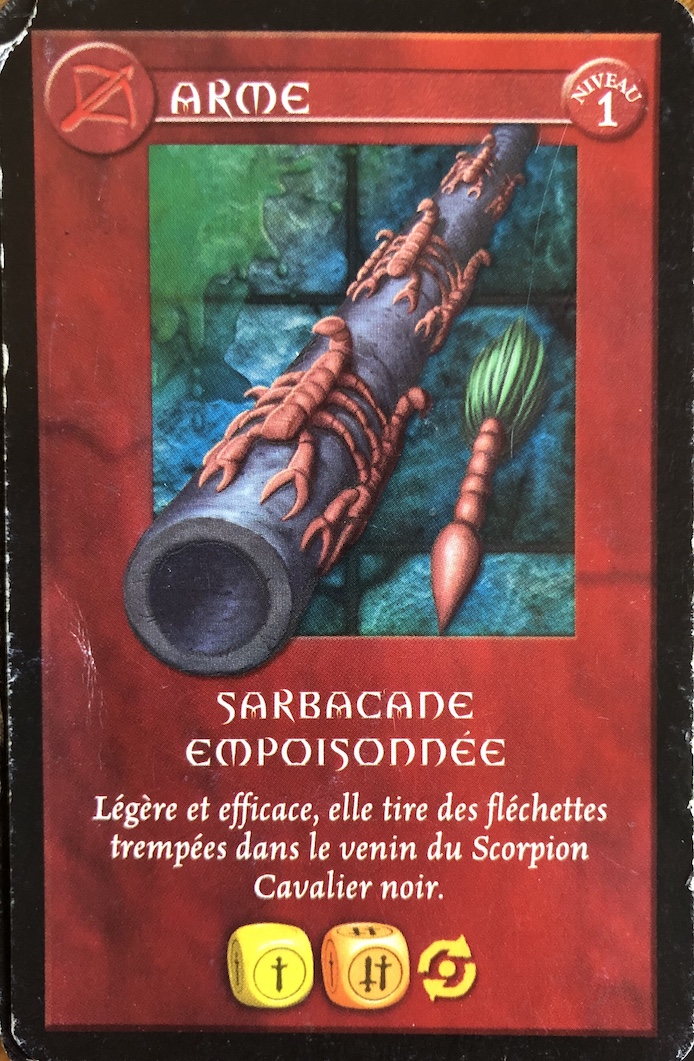 ARME
NIVEAU
1
SARBACANE
EMPOISONNÉE
Légère et efficace, elle tire des fléchettes
trempées dans le venin du Scorpion
Cavalier noir.